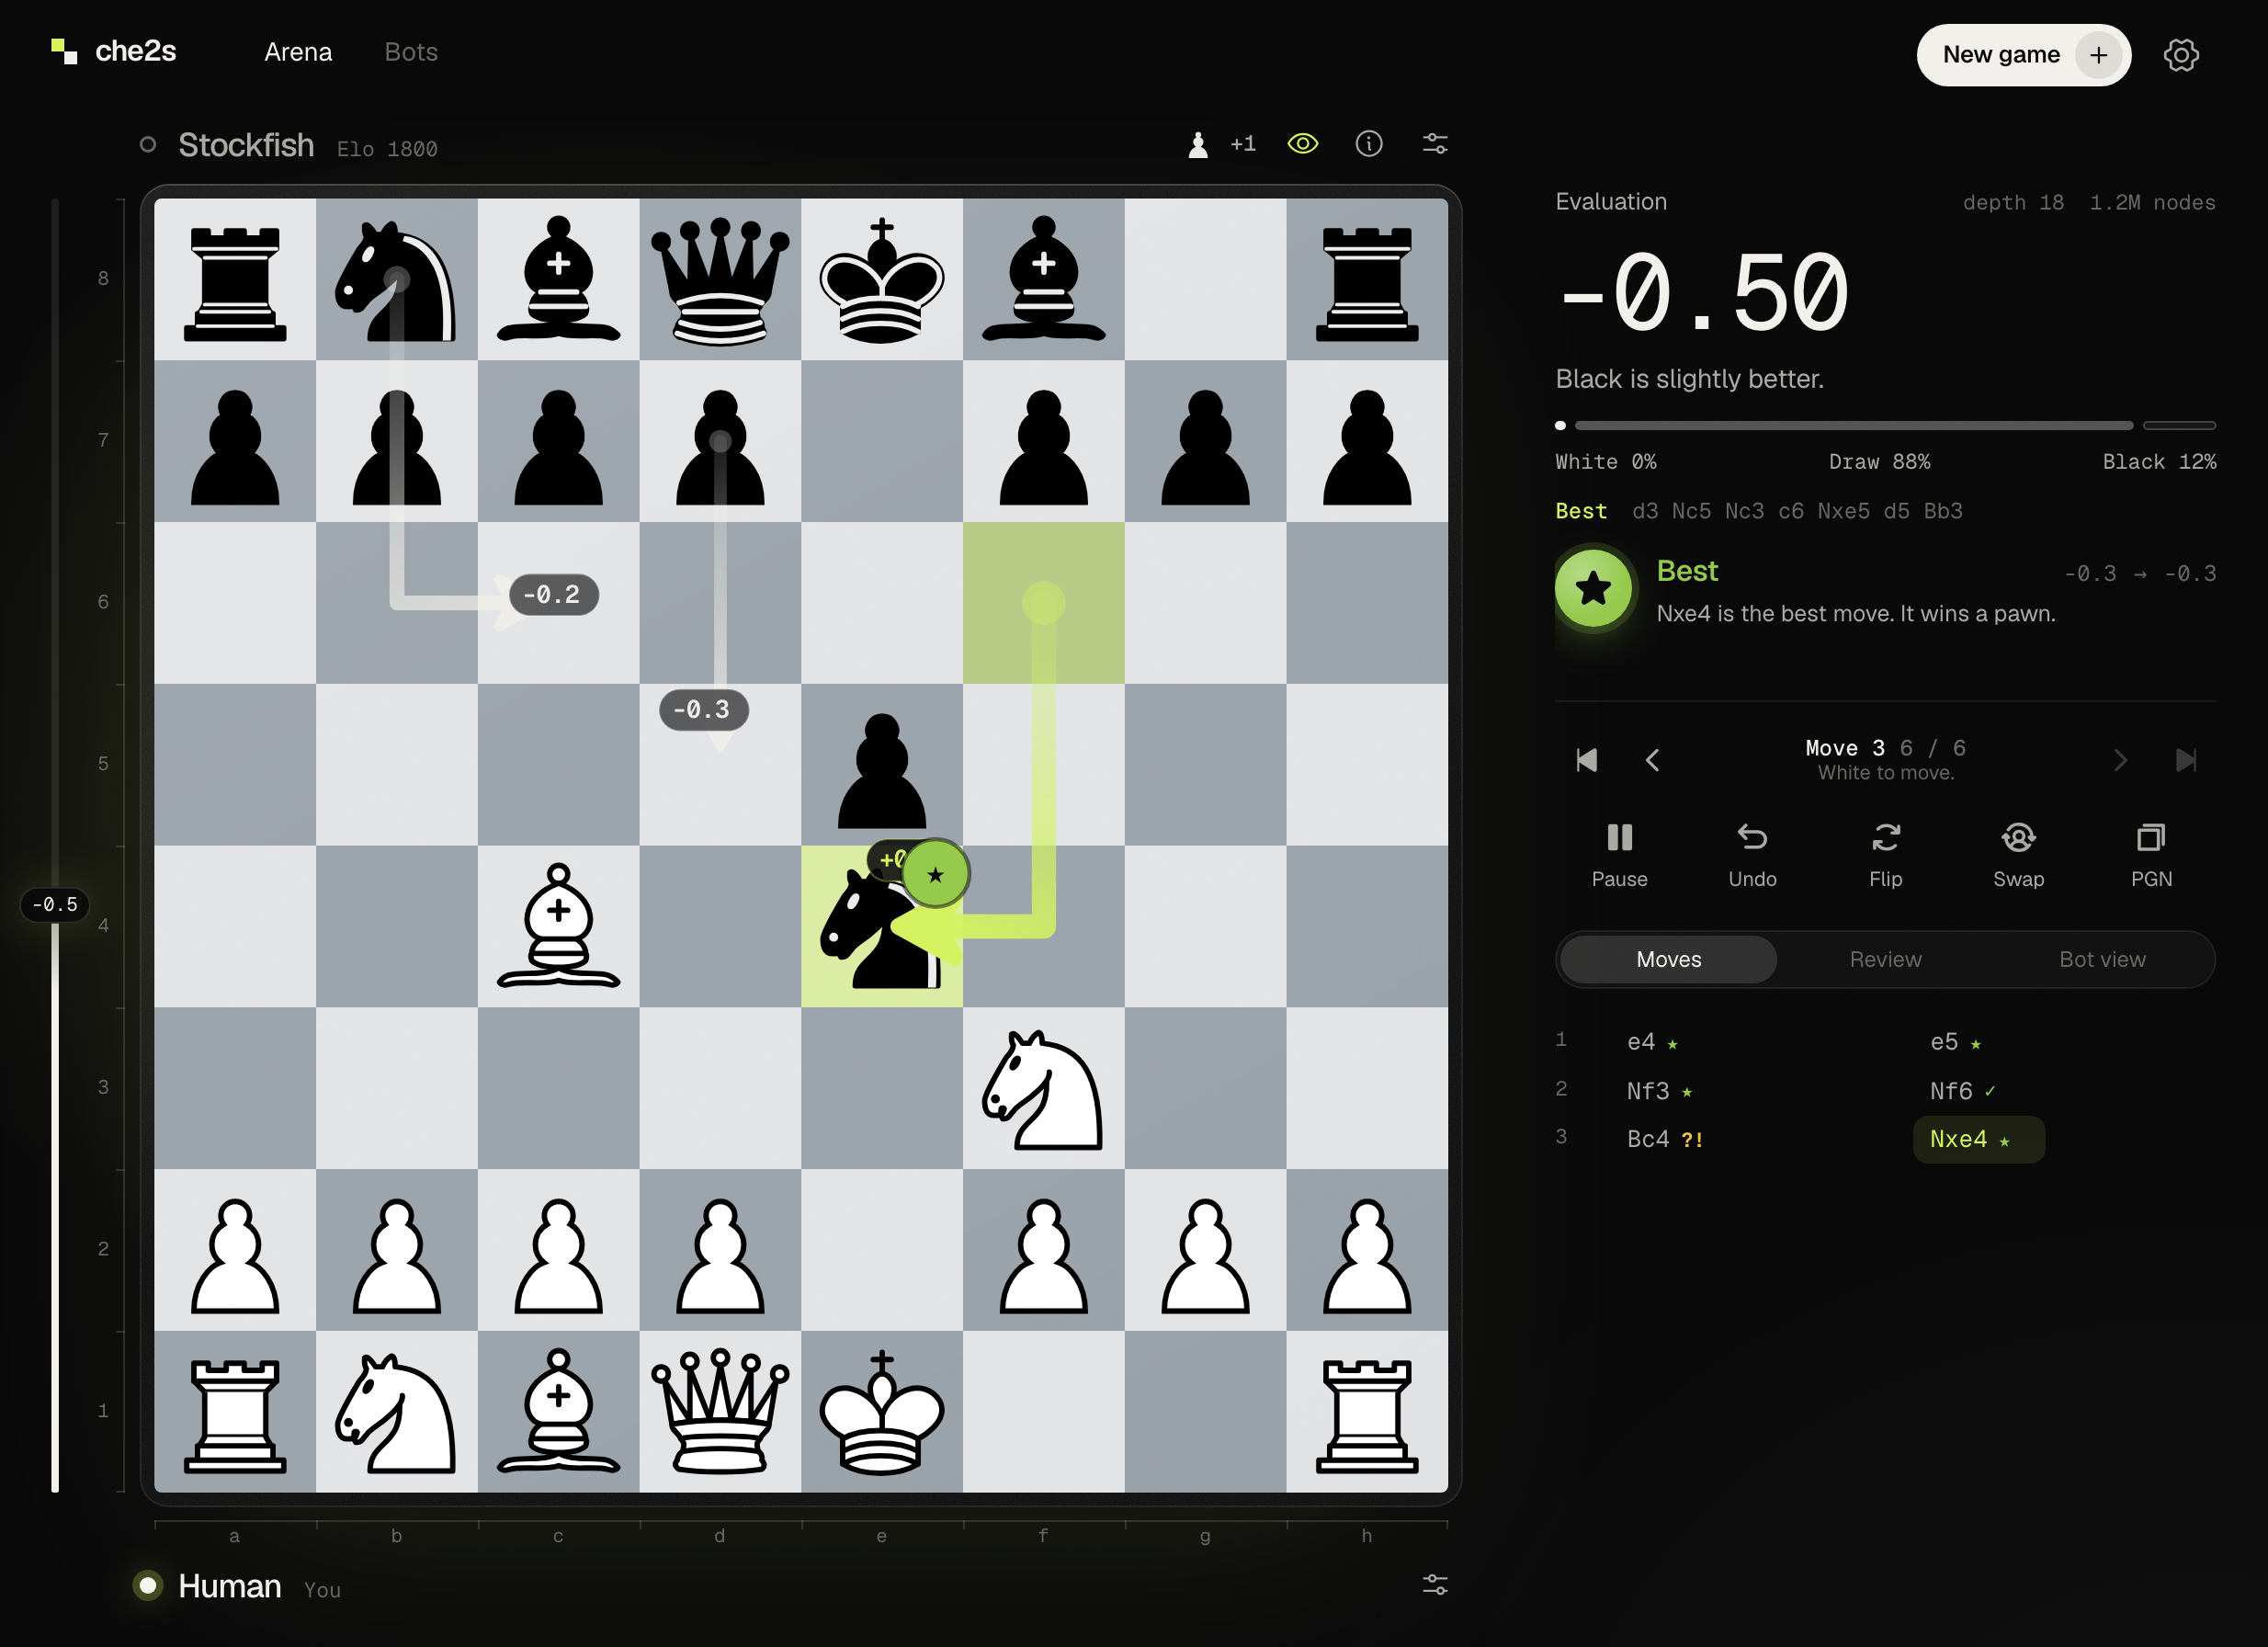 che2s Arena Bots New game
Stockfish Elo 1800 +1
8
7
6
5
4
3
2
1
-0.5
-0.2
-0.3
a b c d e f g h
Human You
Evaluation depth 18 1.2M nodes
-0.50
Black is slightly better.
White 0% Draw 88% Black 12%
Best d3 Nc5 Nc3 c6 Nxe5 d5 Bb3
Best -0.3 → -0.3
Nxe4 is the best move. It wins a pawn.
Move 3 6 / 6
White to move.
Pause Undo Flip Swap PGN
Moves Review Bot view
1 e4 ★ e5 ★
2 Nf3 ★ Nf6 ✓
3 Bc4 ?! Nxe4 ★